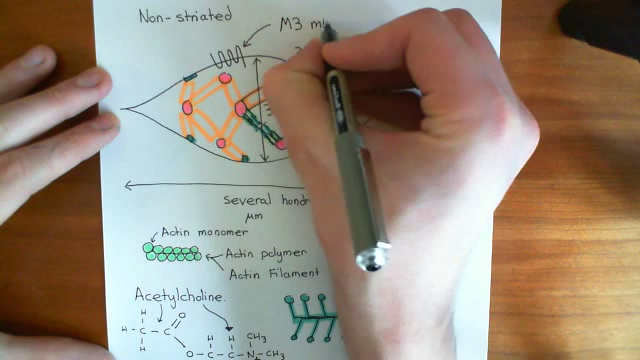 Non-striated
M3
several
μm
Actin monomer
Actin polymer
Actin Filament
Acetylcholine
H O
H - C - C H H CH₃
H O - C - C - N - CH₃